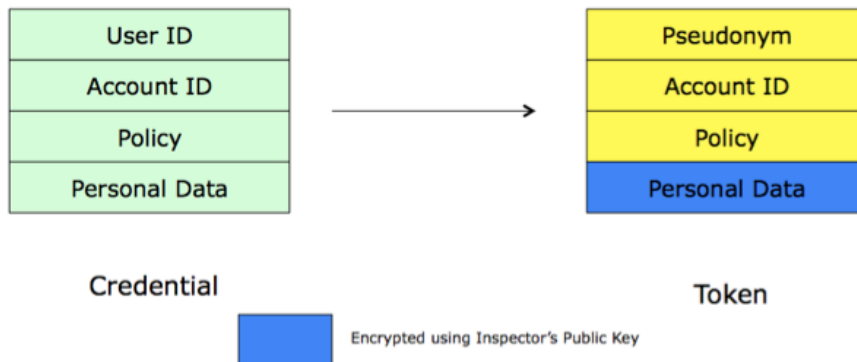 User ID
Account ID
Policy
Personal Data
Credential
Pseudonym
Account ID
Policy
Personal Data
Token
Encrypted using Inspector's Public Key